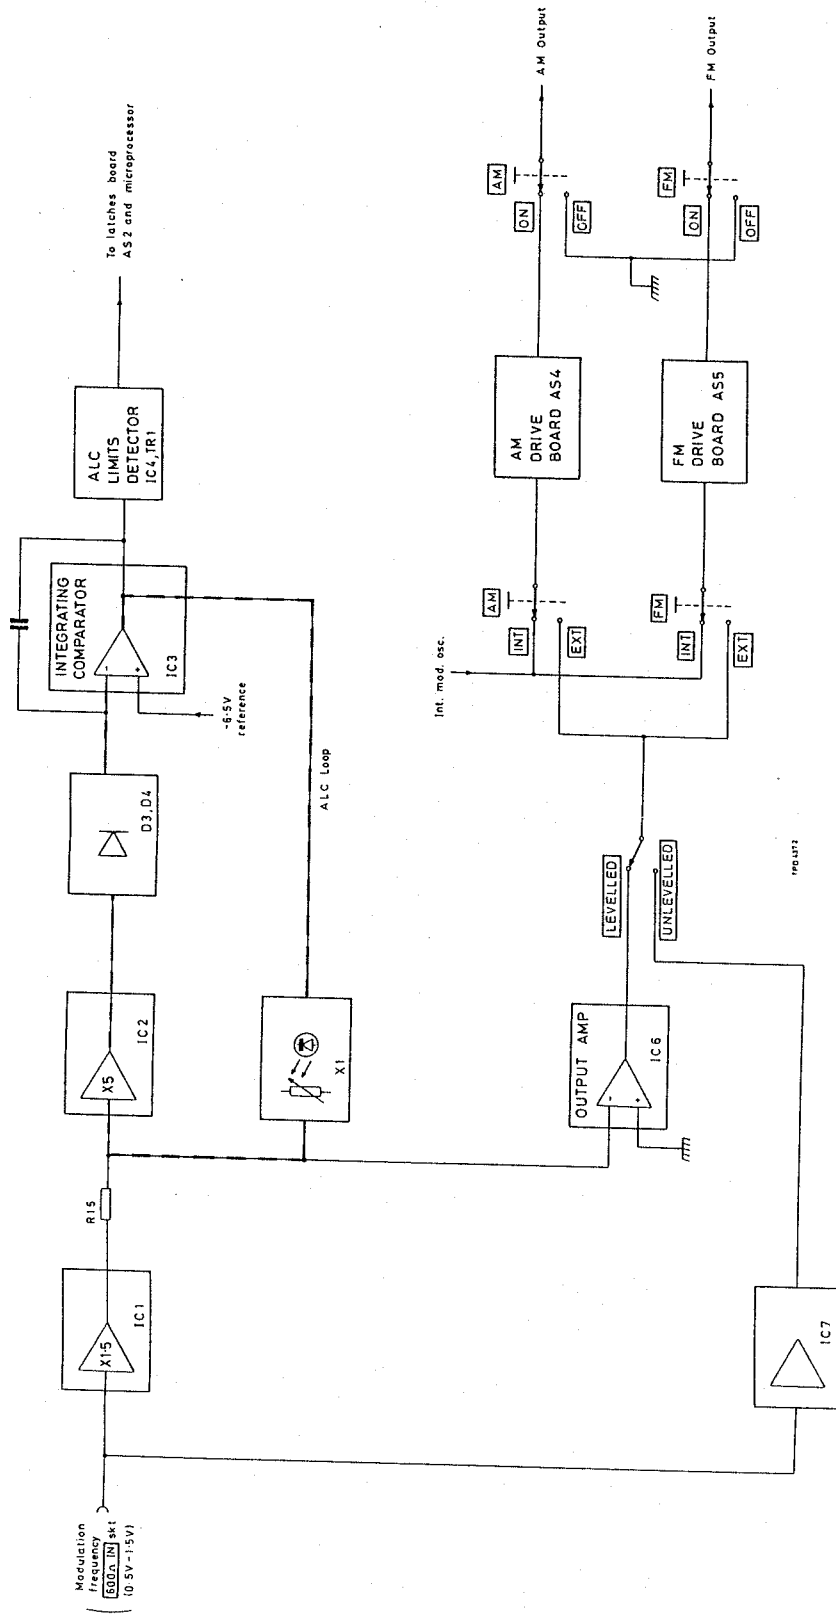 Modulation
frequency
600Ω IN skt
(0·5V-1·5V)
X1·5
IC1
R15
X5
IC2
D3,D4
INTEGRATING
COMPARATOR
-
+
IC3
-6·5V
reference
ALC
LIMITS
DETECTOR
IC4,TR1
To latches board
AS2 and microprocessor
X1
ALC Loop
OUTPUT AMP
-
+
IC6
LEVELLED
UNLEVELLED
IC7
Int. mod. osc.
AM
INT
EXT
FM
INT
EXT
AM
DRIVE
BOARD AS4
FM
DRIVE
BOARD AS5
AM
ON
OFF
AM Output
FM
ON
OFF
FM Output